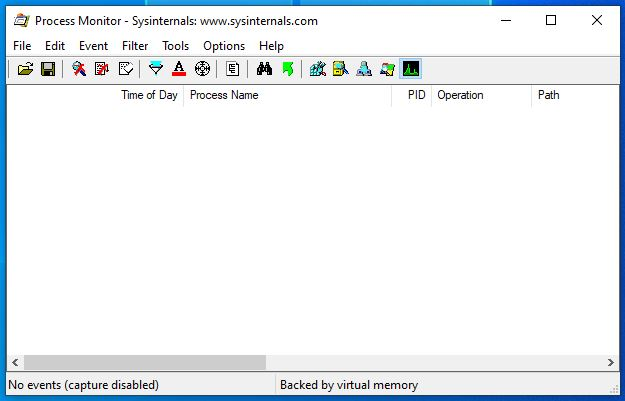 Process Monitor - Sysinternals: www.sysinternals.com
File Edit Event Filter Tools Options Help
Time of Day Process Name PID Operation Path
No events (capture disabled) Backed by virtual memory